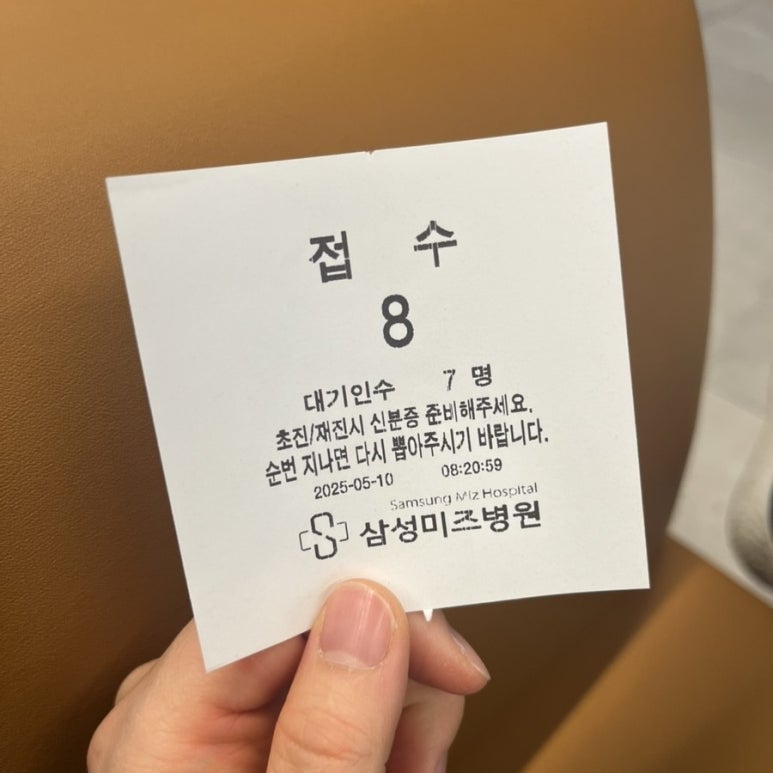 접 수
8
대기인수 7 명
초진/재진시 신분증 준비해주세요.
순번 지나면 다시 뽑아주시기 바랍니다.
2025-05-10 08:20:59
Samsung Miz Hospital
삼성미즈병원